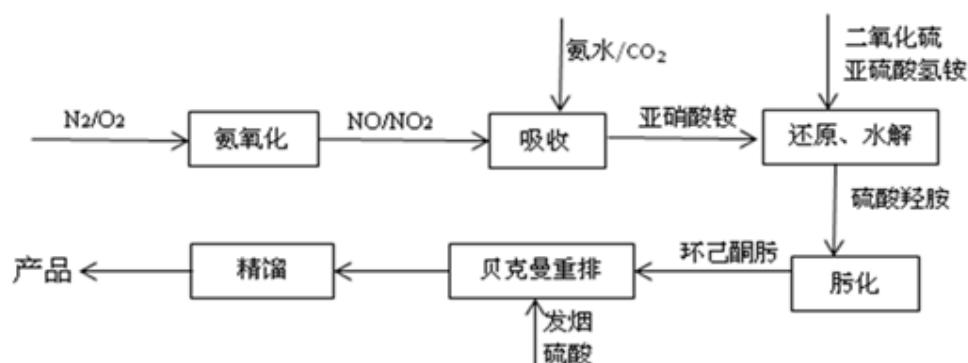 氨水/CO2
二氧化硫
亚硫酸氢铵
N2/O2
氨氧化
NO/NO2
吸收
亚硝酸铵
还原、水解
硫酸羟胺
产品
精馏
贝克曼重排
环己酮肟
肟化
发烟
硫酸